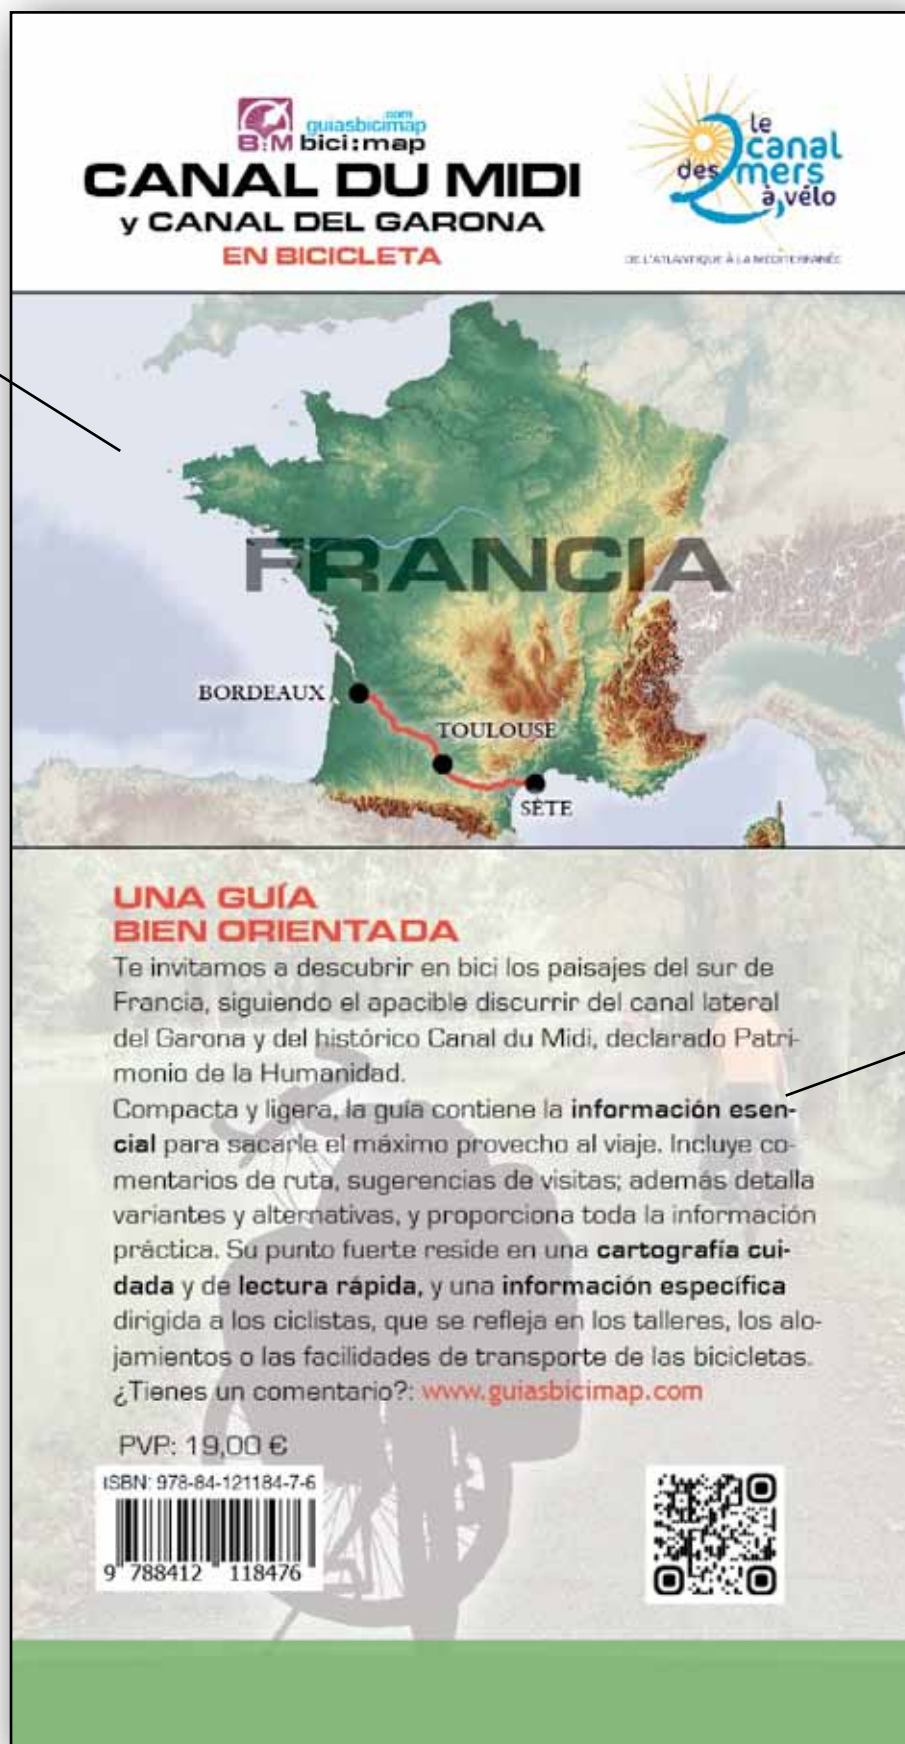 guiasbicimap
.com
B:M bici:map
CANAL DU MIDI
y CANAL DEL GARONA
EN BICICLETA
le
canal
des 2 mers
à vélo
DE L'ATLANTIQUE À LA MÉDITERRANÉE
FRANCIA
BORDEAUX
TOULOUSE
SÈTE
UNA GUÍA
BIEN ORIENTADA
Te invitamos a descubrir en bici los paisajes del sur de
Francia, siguiendo el apacible discurrir del canal lateral
del Garona y del histórico Canal du Midi, declarado Patri-
monio de la Humanidad.
Compacta y ligera, la guía contiene la información esen-
cial para sacarle el máximo provecho al viaje. Incluye co-
mentarios de ruta, sugerencias de visitas; además detalla
variantes y alternativas, y proporciona toda la información
práctica. Su punto fuerte reside en una cartografía cui-
dada y de lectura rápida, y una información específica
dirigida a los ciclistas, que se refleja en los talleres, los alo-
jamientos o las facilidades de transporte de las bicicletas.
¿Tienes un comentario?: www.guiasbicimap.com
PVP: 19,00 €
ISBN: 978-84-121184-7-6
9 788412 118476